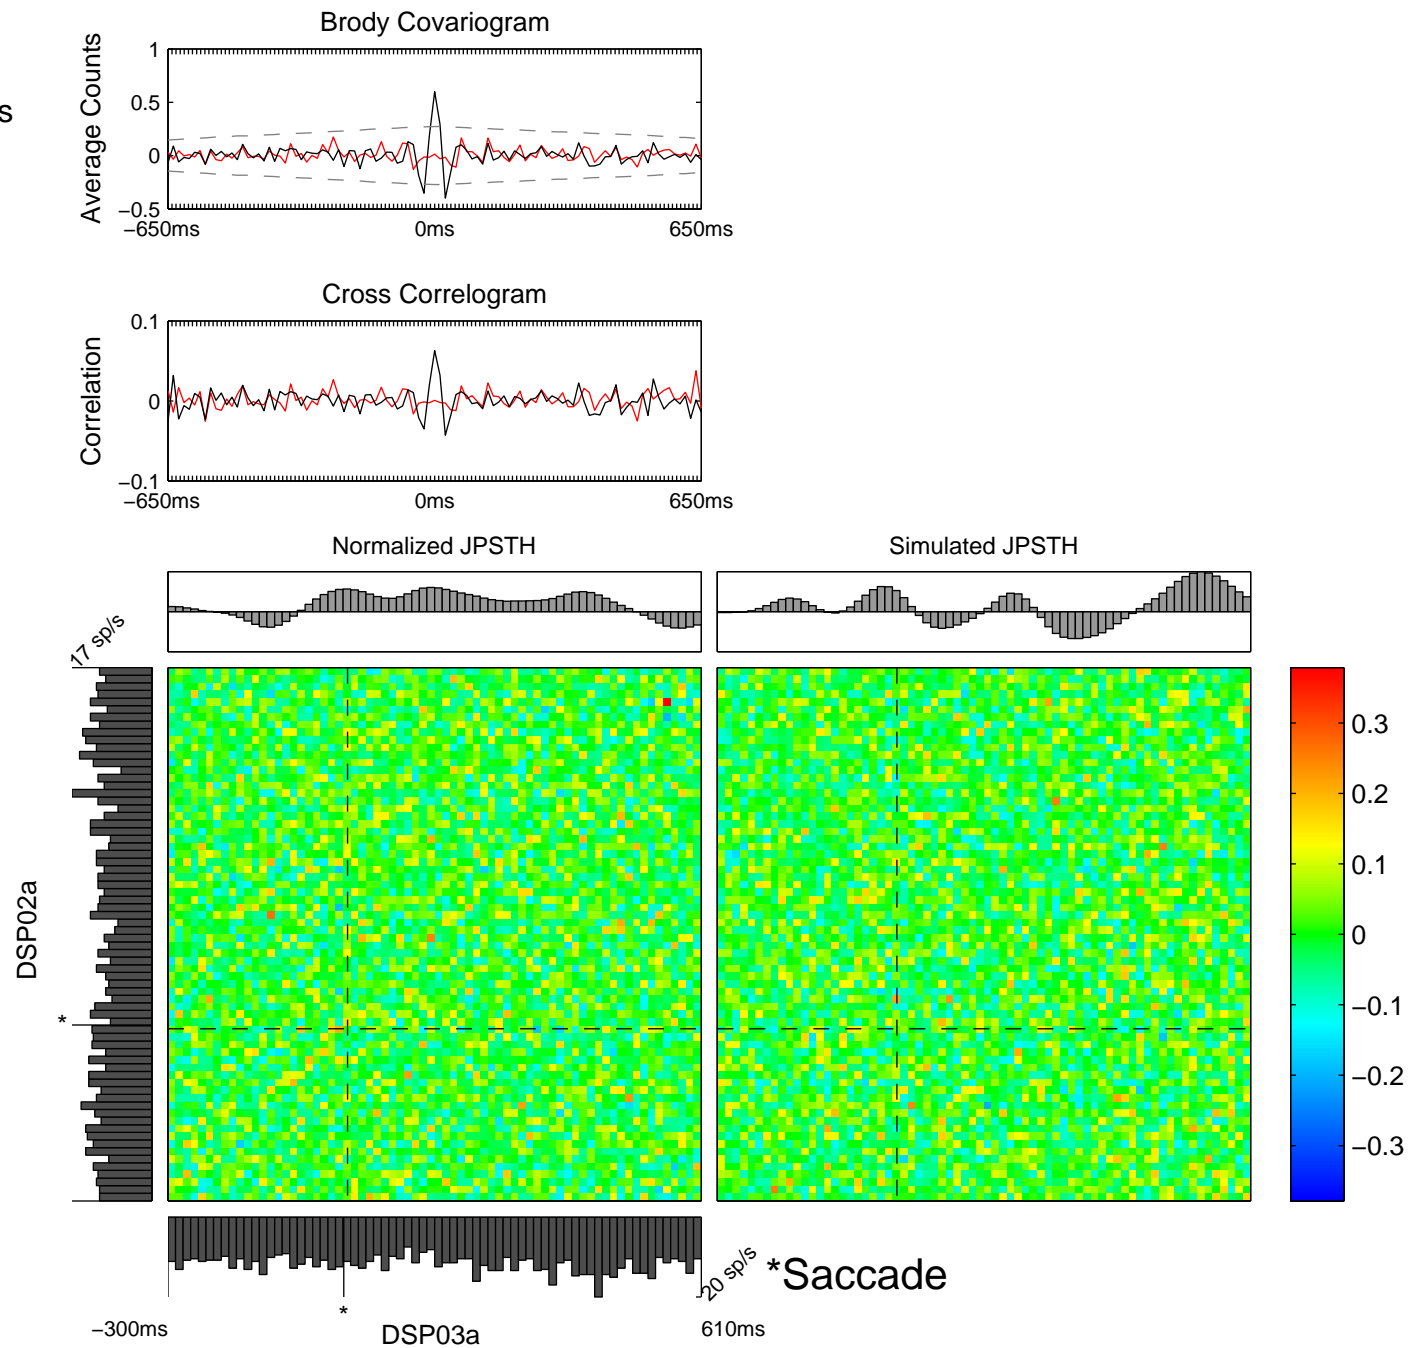 Brody Covariogram
s
Average Counts
1
0.5
0
−0.5
−650ms
0ms
650ms
Cross Correlogram
Correlation
0.1
0
−0.1
−650ms
0ms
650ms
Normalized JPSTH
Simulated JPSTH
17 sp/s
DSP02a
*
0.3
0.2
0.1
0
−0.1
−0.2
−0.3
20 sp/s
*Saccade
*
−300ms
DSP03a
610ms